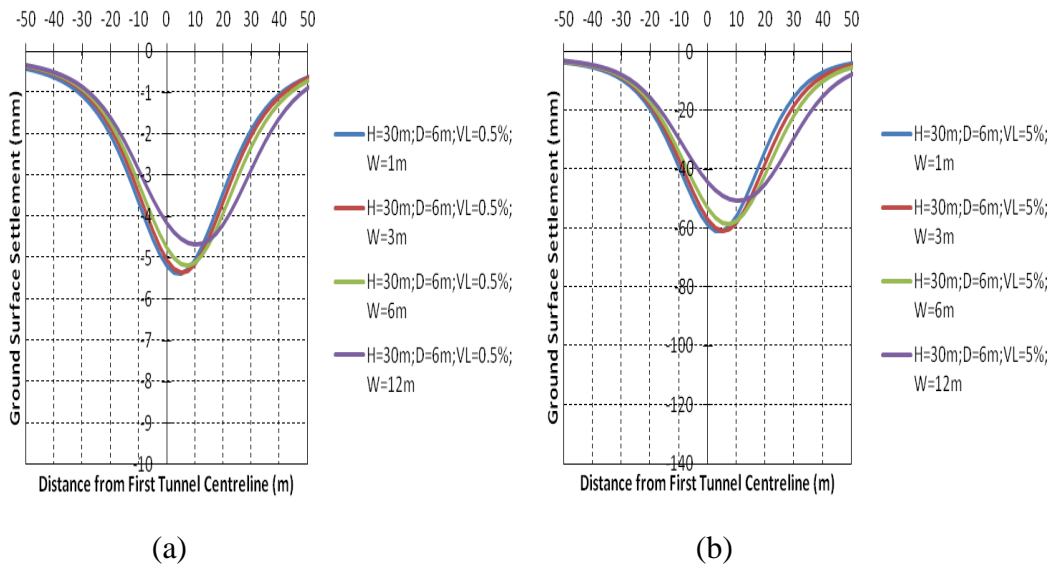 -50 -40 -30 -20 -10 0 10 20 30 40 50
0
-1
-2
-3
-4
-5
-6
-7
-8
-9
-10
Ground Surface Settlement (mm)
Distance from First Tunnel Centreline (m)
H=30m;D=6m;VL=0.5%;
W=1m
H=30m;D=6m;VL=0.5%;
W=3m
H=30m;D=6m;VL=0.5%;
W=6m
H=30m;D=6m;VL=0.5%;
W=12m
(a)
-50 -40 -30 -20 -10 0 10 20 30 40 50
0
-20
-40
-60
-80
-100
-120
-140
Ground Surface Settlement (mm)
Distance from First Tunnel Centreline (m)
H=30m;D=6m;VL=5%;
W=1m
H=30m;D=6m;VL=5%;
W=3m
H=30m;D=6m;VL=5%;
W=6m
H=30m;D=6m;VL=5%;
W=12m
(b)